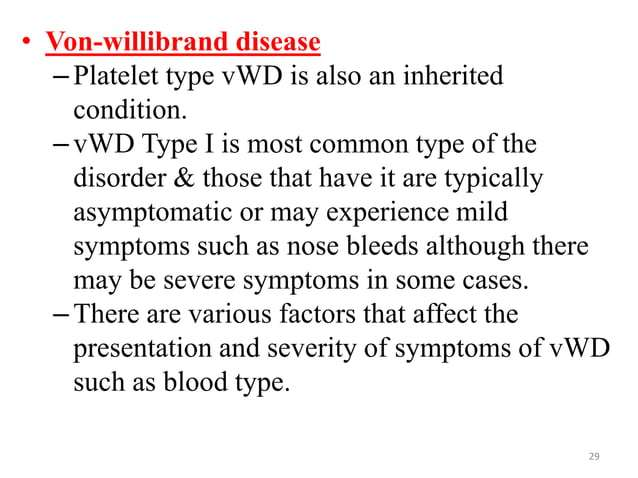 • Von-willibrand disease
– Platelet type vWD is also an inherited
condition.
– vWD Type I is most common type of the
disorder & those that have it are typically
asymptomatic or may experience mild
symptoms such as nose bleeds although there
may be severe symptoms in some cases.
– There are various factors that affect the
presentation and severity of symptoms of vWD
such as blood type.
29